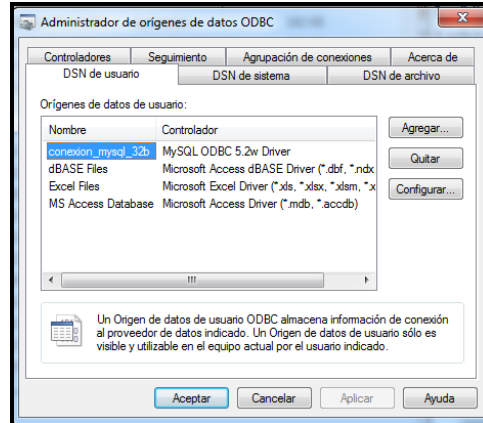 Administrador de orígenes de datos ODBC
Controladores Seguimiento Agrupación de conexiones Acerca de
DSN de usuario DSN de sistema DSN de archivo
Orígenes de datos de usuario:
Nombre Controlador
conexion_mysql_32b MySQL ODBC 5.2w Driver
dBASE Files Microsoft Access dBASE Driver (*.dbf, *.ndx
Excel Files Microsoft Excel Driver (*.xls, *.xlsx, *.xlsm, *.x
MS Access Database Microsoft Access Driver (*.mdb, *.accdb)
Agregar...
Quitar
Configurar...
Un Origen de datos de usuario ODBC almacena información de conexión
al proveedor de datos indicado. Un Origen de datos de usuario sólo es
visible y utilizable en el equipo actual por el usuario indicado.
Aceptar Cancelar Aplicar Ayuda